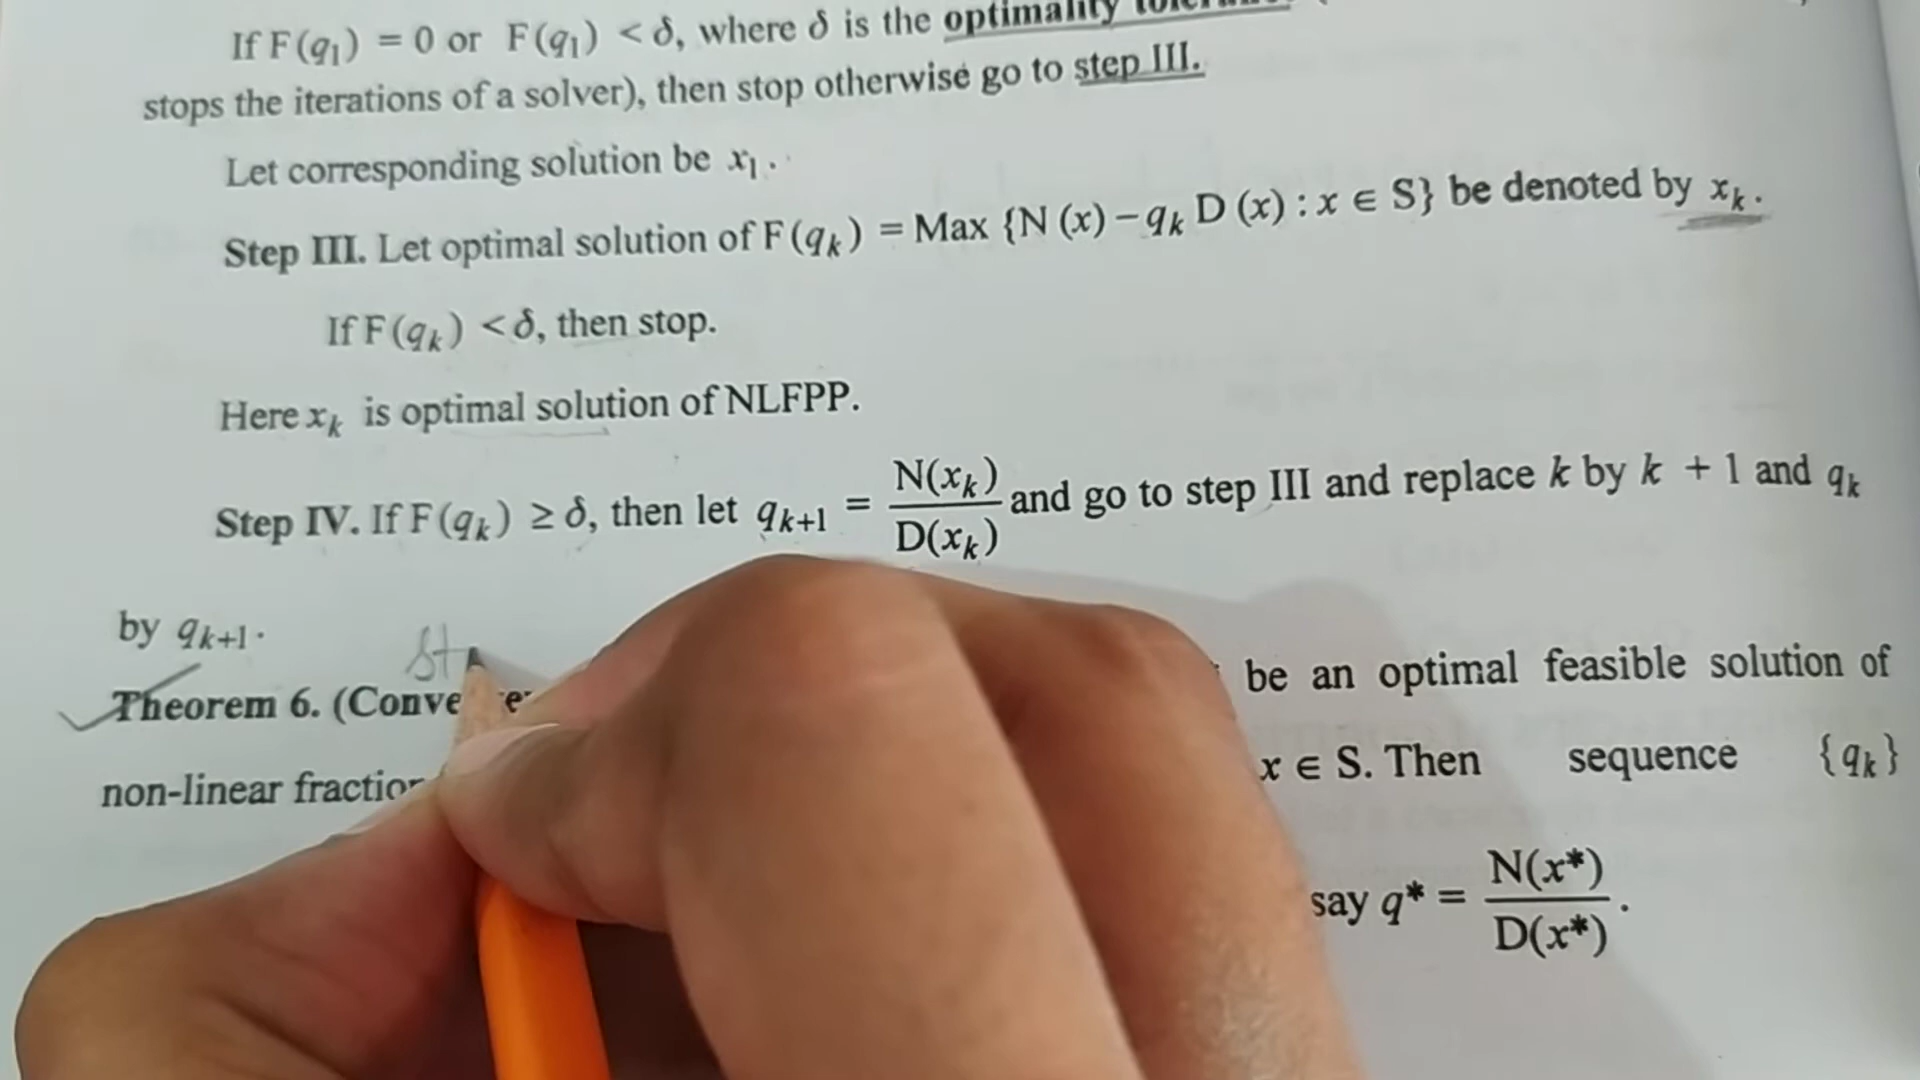 If F(q₁) = 0 or F(q₁) < δ, where δ is the optimality
stops the iterations of a solver), then stop otherwise go to step III.
Let corresponding solution be x₁.
Step III. Let optimal solution of F(qₖ) = Max {N (x) – qₖ D (x) : x ∈ S} be denoted by xₖ.
If F(qₖ) < δ, then stop.
Here xₖ is optimal solution of NLFPP.
Step IV. If F(qₖ) ≥ δ, then let qₖ₊₁ = N(xₖ)/D(xₖ) and go to step III and replace k by k + 1 and qₖ
by qₖ₊₁.
St
Theorem 6. be an optimal feasible solution of
non-linear x ∈ S. Then sequence {qₖ}
say q* = N(x*)/D(x*).